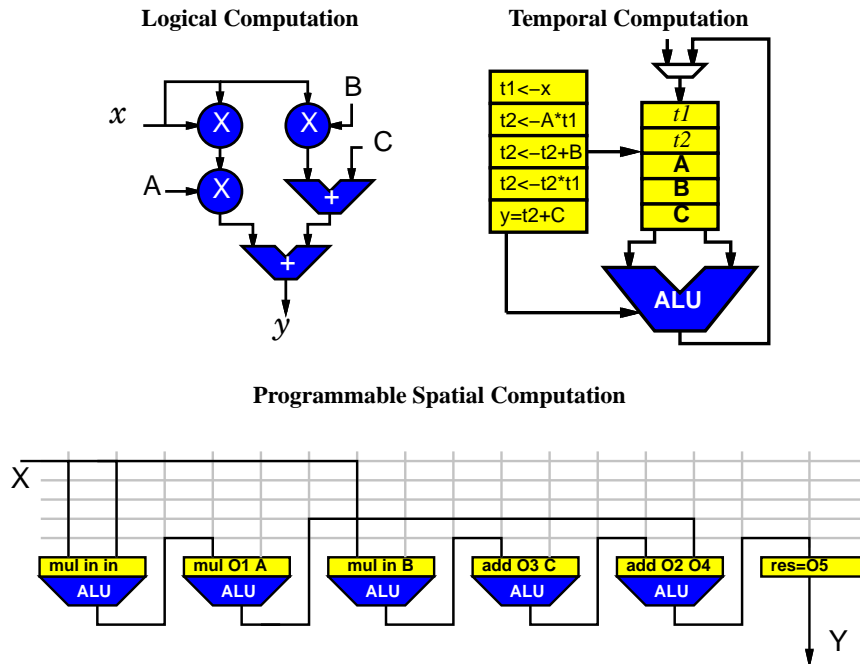 Logical Computation
x
X
X
B
C
A
X
+
+
y
Temporal Computation
t1<-x
t2<-A*t1
t2<-t2+B
t2<-t2*t1
y=t2+C
t1
t2
A
B
C
ALU
Programmable Spatial Computation
X
mul in in
mul O1 A
mul in B
add O3 C
add O2 O4
res=O5
ALU
ALU
ALU
ALU
ALU
Y